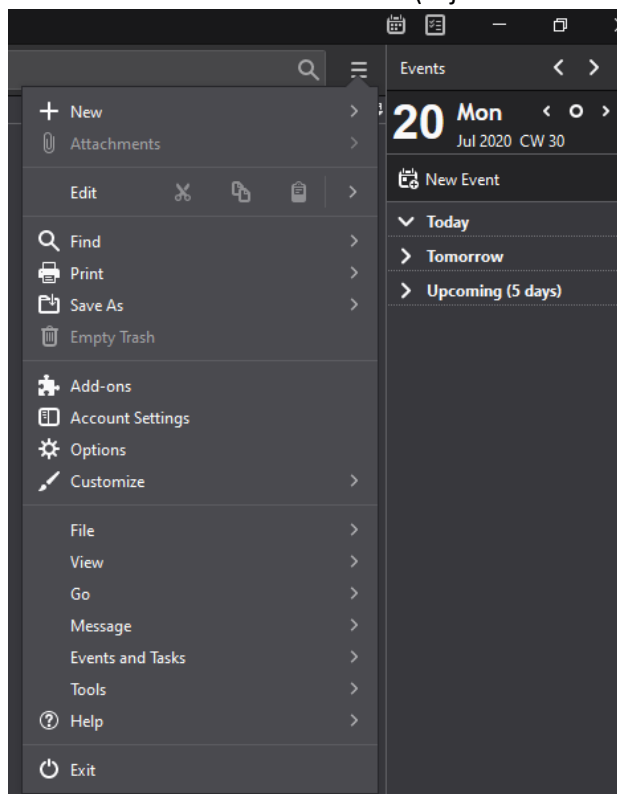 New
Attachments
Edit
Find
Print
Save As
Empty Trash
Add-ons
Account Settings
Options
Customize
File
View
Go
Message
Events and Tasks
Tools
Help
Exit
Events
20 Mon
Jul 2020 CW 30
New Event
Today
Tomorrow
Upcoming (5 days)